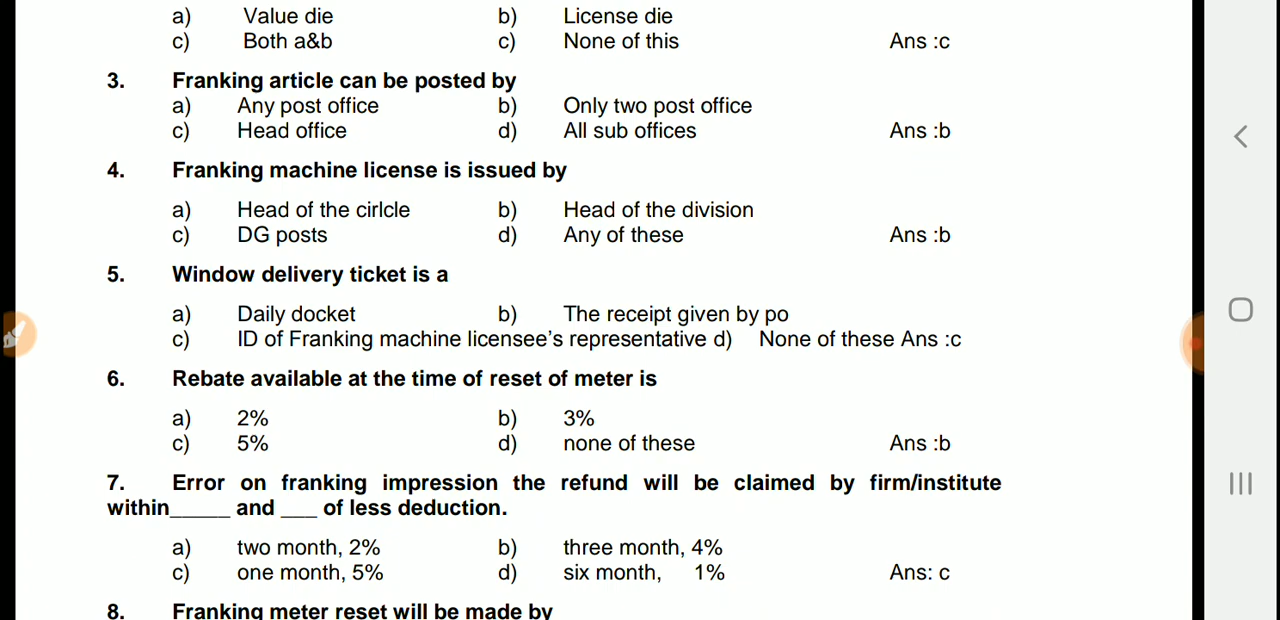 a) Value die b) License die
c) Both a&b c) None of this Ans :c
3. Franking article can be posted by
a) Any post office b) Only two post office
c) Head office d) All sub offices Ans :b
4. Franking machine license is issued by
a) Head of the cirlcle b) Head of the division
c) DG posts d) Any of these Ans :b
5. Window delivery ticket is a
a) Daily docket b) The receipt given by po
c) ID of Franking machine licensee’s representative d) None of these Ans :c
6. Rebate available at the time of reset of meter is
a) 2% b) 3%
c) 5% d) none of these Ans :b
7. Error on franking impression the refund will be claimed by firm/institute
within_____ and ___ of less deduction.
a) two month, 2% b) three month, 4%
c) one month, 5% d) six month, 1% Ans: c
8. Franking meter reset will be made by